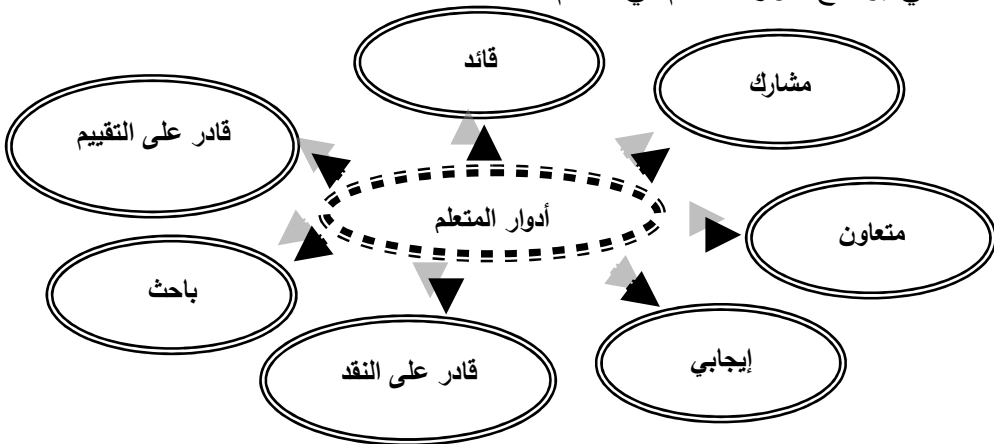 قائد
مشارك
قادر على التقييم
أدوار المتعلم
متعاون
باحث
إيجابي
قادر على النقد